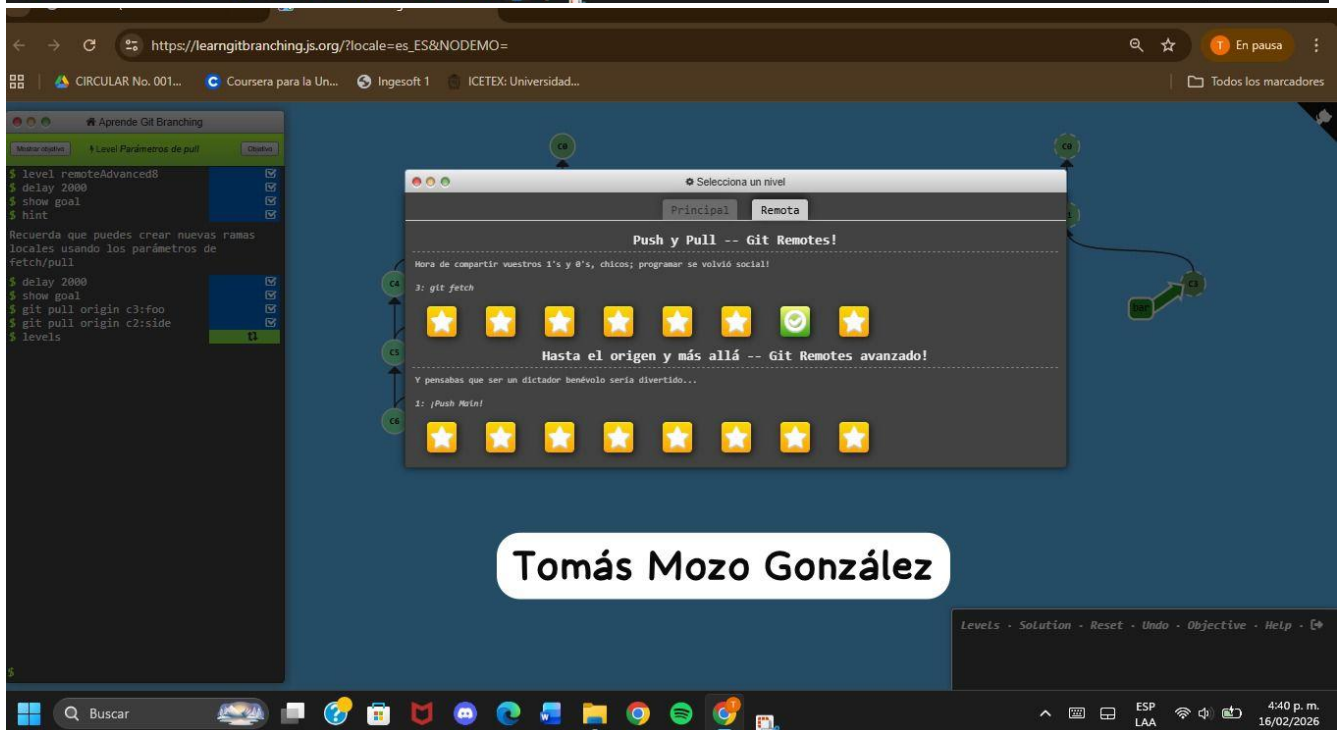 https://learngitbranching.js.org/?locale=es_ES&NODEMO=
T En pausa
CIRCULAR No. 001...
Coursera para la Un...
Ingesoft 1
ICETEX: Universidad...
Todos los marcadores
Aprende Git Branching
Mostrar objetivo
Level Parámetros de pull
Objetivo
$ level remoteAdvanced8
$ delay 2000
$ show goal
$ hint
Recuerda que puedes crear nuevas ramas
locales usando los parámetros de
fetch/pull
$ delay 2000
$ show goal
$ git pull origin c3:foo
$ git pull origin c2:side
$ levels
$
C0
C4
C5
C6
Selecciona un nivel
Principal Remota
Push y Pull -- Git Remotes!
Hora de compartir vuestros 1's y 0's, chicos; programar se volvió social!
3: git fetch
Hasta el origen y más allá -- Git Remotes avanzado!
Y pensabas que ser un dictador benévolo sería divertido...
1: ¡Push Main!
C0
1
C3
bar
Tomás Mozo González
Levels - Solution - Reset - Undo - Objective - Help -
Buscar
ESP
LAA
4:40 p. m.
16/02/2026